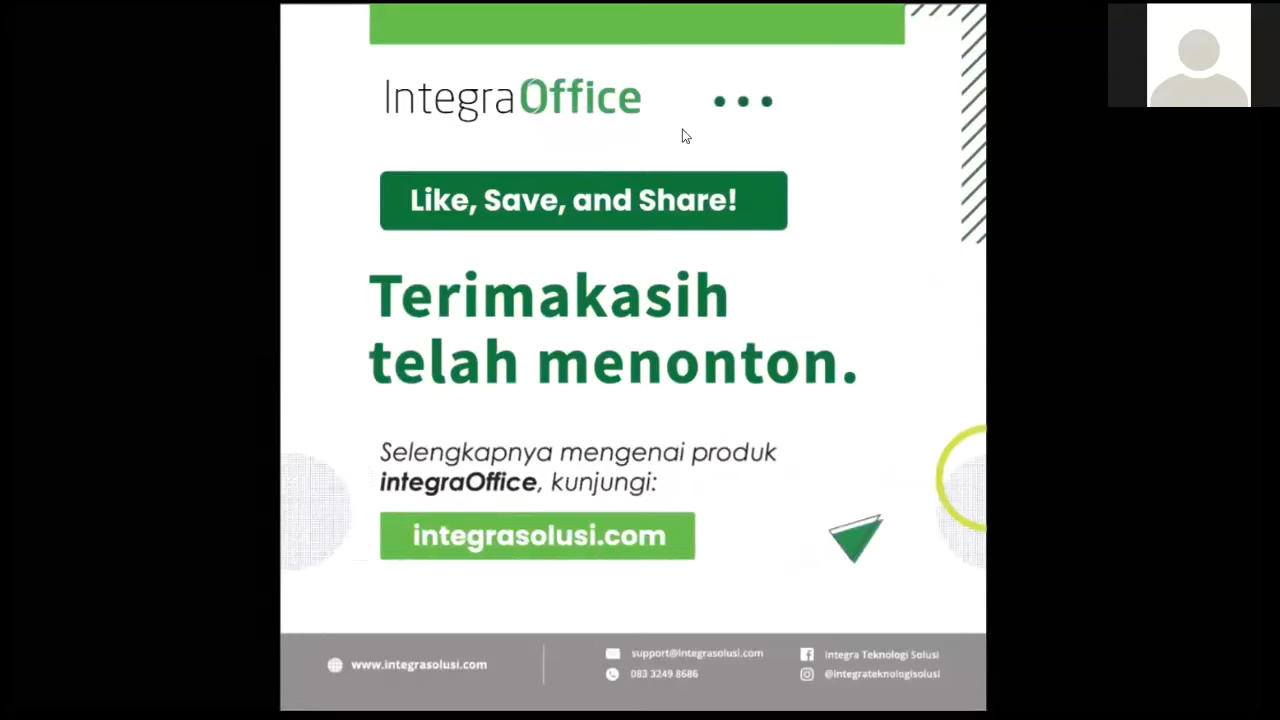 IntegraOffice
Like, Save, and Share!
Terimakasih
telah menonton.
Selengkapnya mengenai produk
integraOffice, kunjungi:
integrasolusi.com
www.integrasolusi.com
support@integrasolusi.com
083 3249 8686
Integra Teknologi Solusi
@integrateknologisolusi